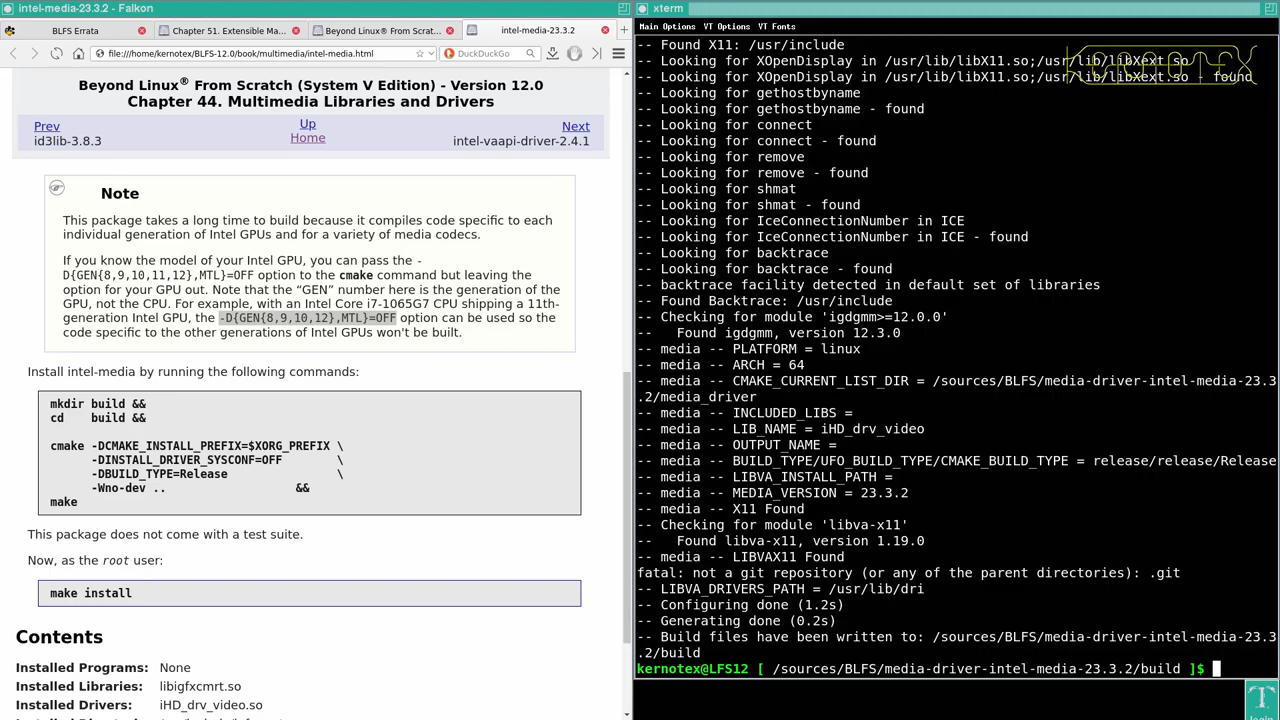 intel-media-23.3.2 - Falkon
BLFS Errata
Chapter 51. Extensible Ma...
Beyond Linux® From Scrat...
intel-media-23.3.2
file:///home/kernotex/BLFS-12.0/book/multimedia/intel-media.html
DuckDuckGo
Beyond Linux® From Scratch (System V Edition) - Version 12.0
Chapter 44. Multimedia Libraries and Drivers
Prev
Up
Next
id3lib-3.8.3
Home
intel-vaapi-driver-2.4.1
Note
This package takes a long time to build because it compiles code specific to each
individual generation of Intel GPUs and for a variety of media codecs.
If you know the model of your Intel GPU, you can pass the -
D{GEN{8,9,10,11,12},MTL}=OFF option to the cmake command but leaving the
option for your GPU out. Note that the “GEN” number here is the generation of the
GPU, not the CPU. For example, with an Intel Core i7-1065G7 CPU shipping a 11th-
generation Intel GPU, the -D{GEN{8,9,10,12},MTL}=OFF option can be used so the
code specific to the other generations of Intel GPUs won't be built.
Install intel-media by running the following commands:
mkdir build &&
cd    build &&
cmake -DCMAKE_INSTALL_PREFIX=$XORG_PREFIX \
-DINSTALL_DRIVER_SYSCONF=OFF \
-DBUILD_TYPE=Release \
-Wno-dev .. &&
make
This package does not come with a test suite.
Now, as the root user:
make install
Contents
Installed Programs: None
Installed Libraries: libigfxcmrt.so
Installed Drivers: iHD_drv_video.so
xterm
Main Options VT Options VT Fonts
-- Found X11: /usr/include
-- Looking for XOpenDisplay in /usr/lib/libX11.so;/usr/lib/libXext.so
-- Looking for XOpenDisplay in /usr/lib/libX11.so;/usr/lib/libXext.so - found
-- Looking for gethostbyname
-- Looking for gethostbyname - found
-- Looking for connect
-- Looking for connect - found
-- Looking for remove
-- Looking for remove - found
-- Looking for shmat
-- Looking for shmat - found
-- Looking for IceConnectionNumber in ICE
-- Looking for IceConnectionNumber in ICE - found
-- Looking for backtrace
-- Looking for backtrace - found
-- backtrace facility detected in default set of libraries
-- Found Backtrace: /usr/include
-- Checking for module 'igdgmm>=12.0.0'
--   Found igdgmm, version 12.3.0
-- media -- PLATFORM = linux
-- media -- ARCH = 64
-- media -- CMAKE_CURRENT_LIST_DIR = /sources/BLFS/media-driver-intel-media-23.3
.2/media_driver
-- media -- INCLUDED_LIBS =
-- media -- LIB_NAME = iHD_drv_video
-- media -- OUTPUT_NAME =
-- media -- BUILD_TYPE/UFO_BUILD_TYPE/CMAKE_BUILD_TYPE = release/release/Release
-- media -- LIBVA_INSTALL_PATH =
-- media -- MEDIA_VERSION = 23.3.2
-- media -- X11 Found
-- Checking for module 'libva-x11'
--   Found libva-x11, version 1.19.0
-- media -- LIBVAX11 Found
fatal: not a git repository (or any of the parent directories): .git
-- LIBVA_DRIVERS_PATH = /usr/lib/dri
-- Configuring done (1.2s)
-- Generating done (0.2s)
-- Build files have been written to: /sources/BLFS/media-driver-intel-media-23.3
.2/build
kernotex@LFS12 [ /sources/BLFS/media-driver-intel-media-23.3.2/build ]$
KERNOTEX
login